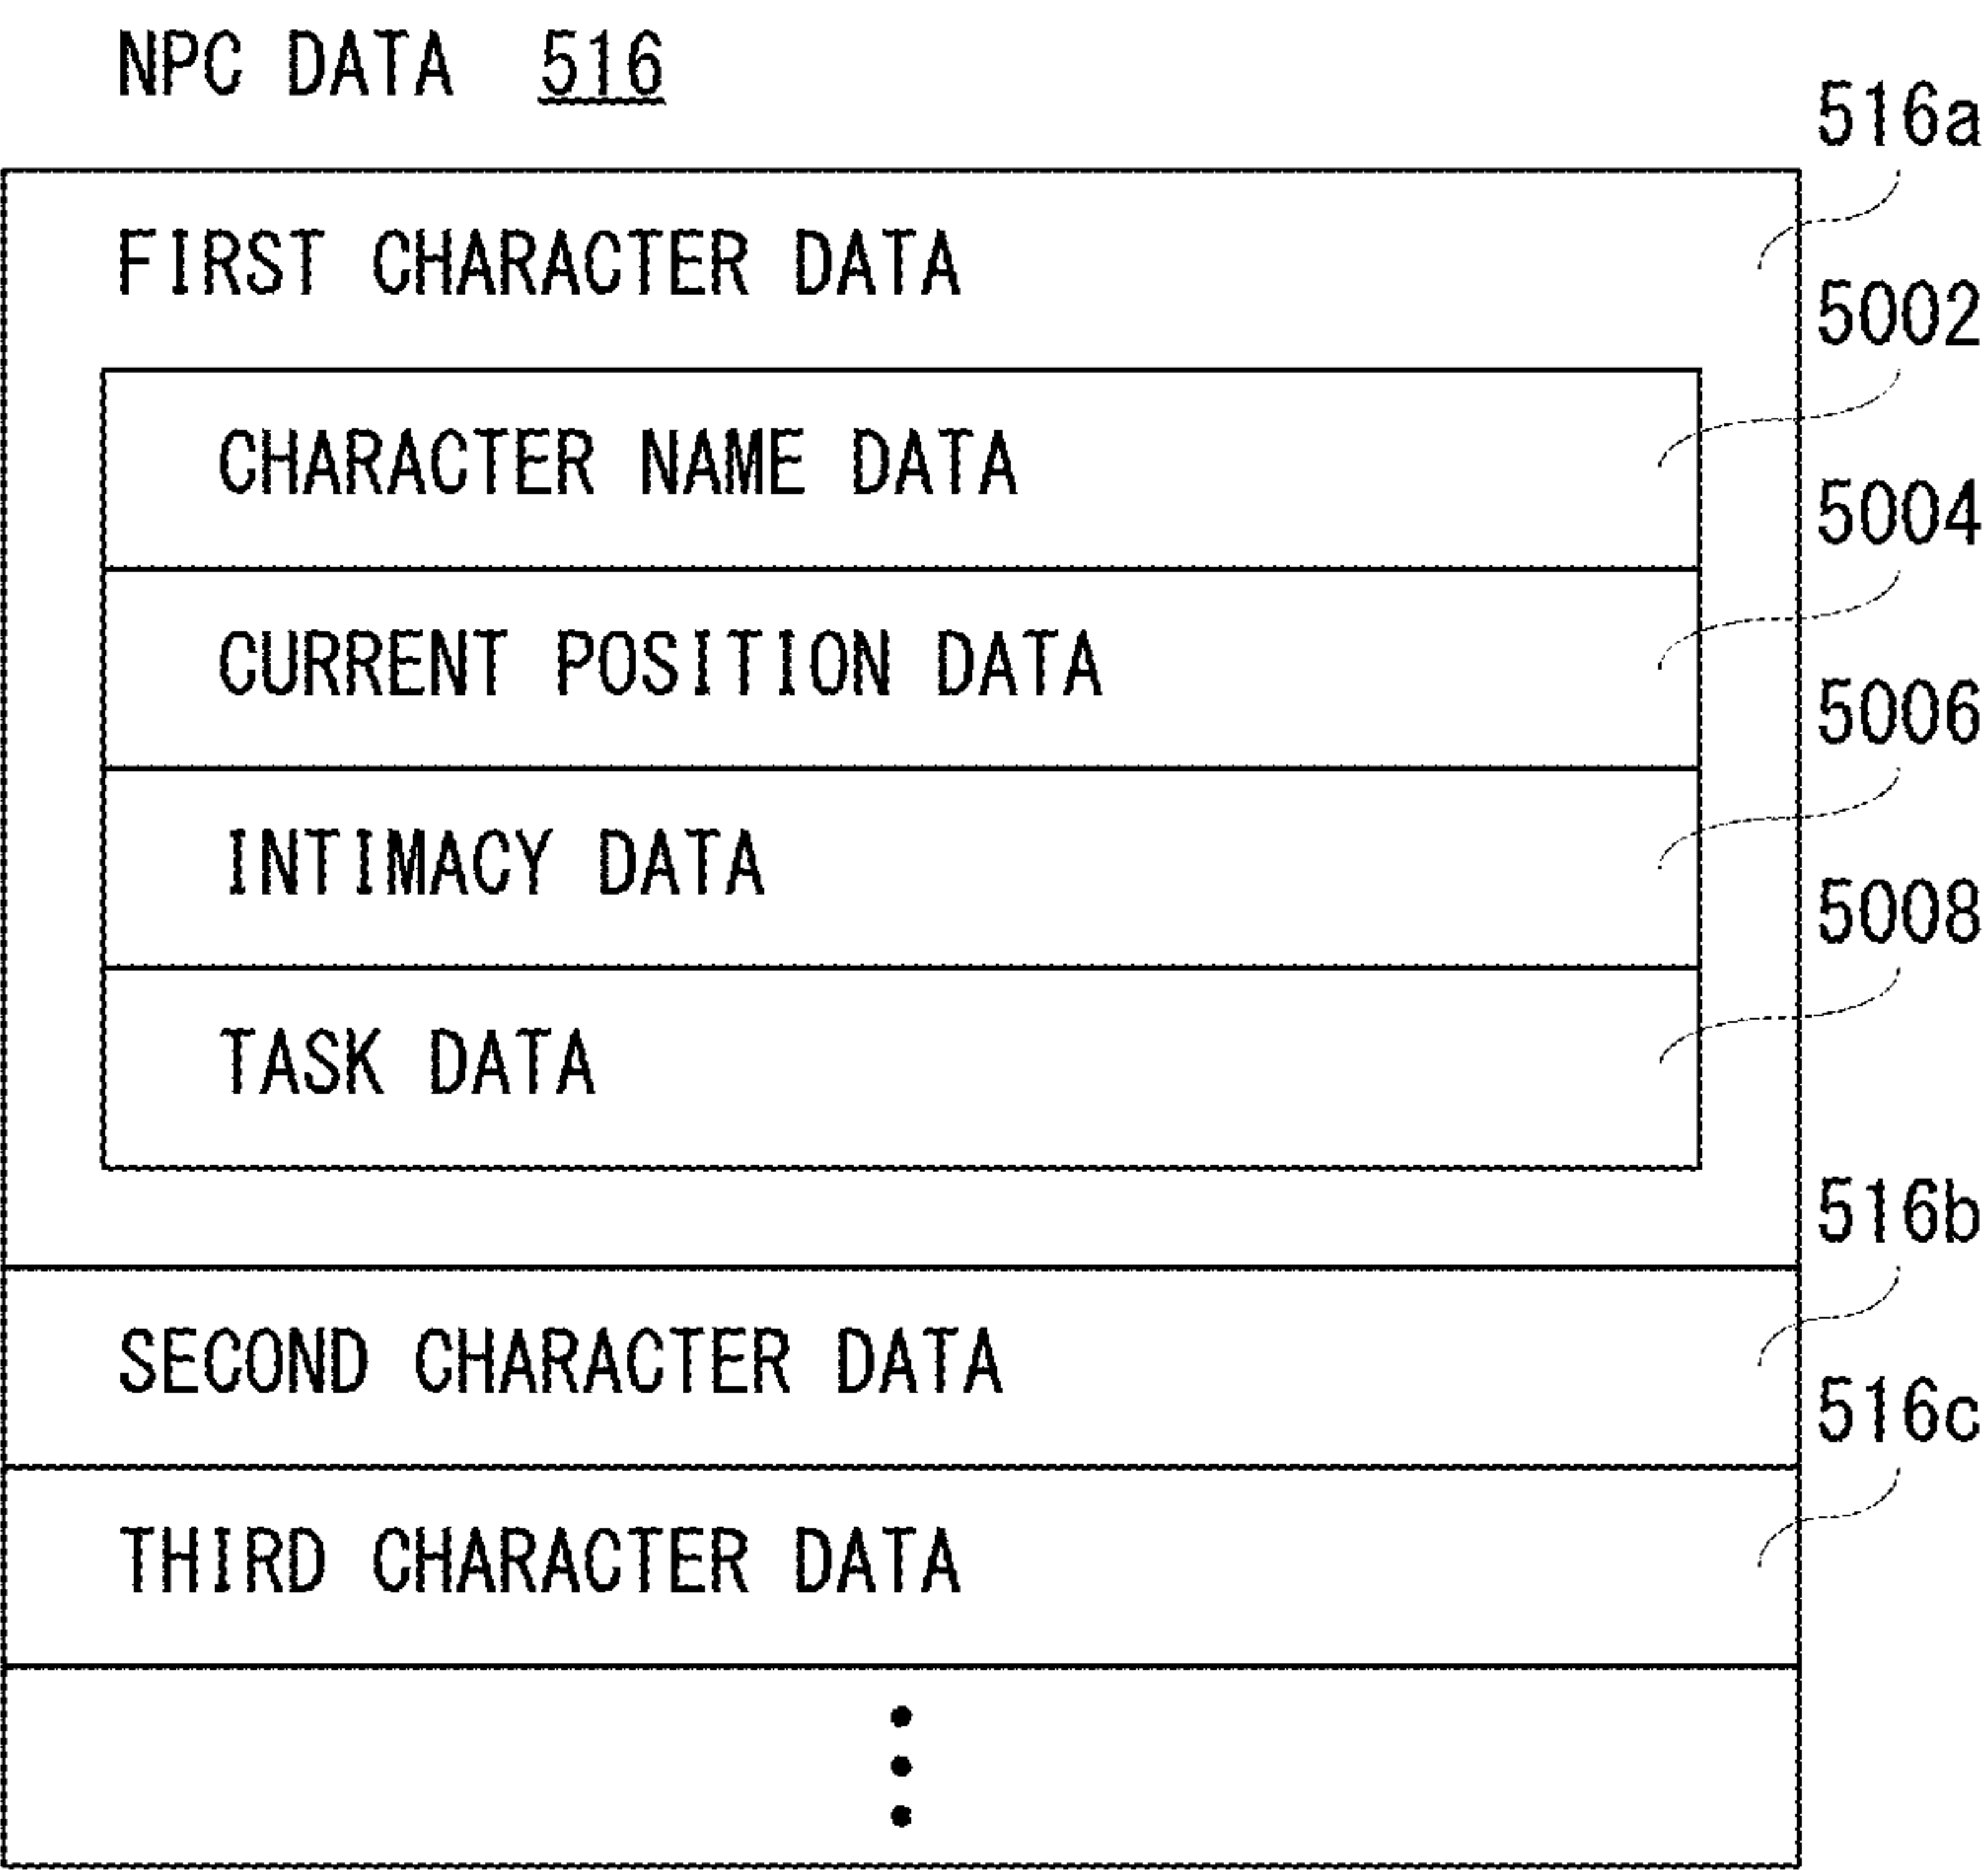 NPC DATA 516
516a
FIRST CHARACTER DATA
5002
CHARACTER NAME DATA
5004
CURRENT POSITION DATA
5006
INTIMACY DATA
5008
TASK DATA
516b
SECOND CHARACTER DATA
516c
THIRD CHARACTER DATA